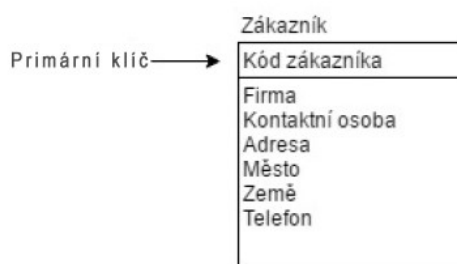 Zákazník
Primární klíč
Kód zákazníka
Firma
Kontaktní osoba
Adresa
Město
Země
Telefon